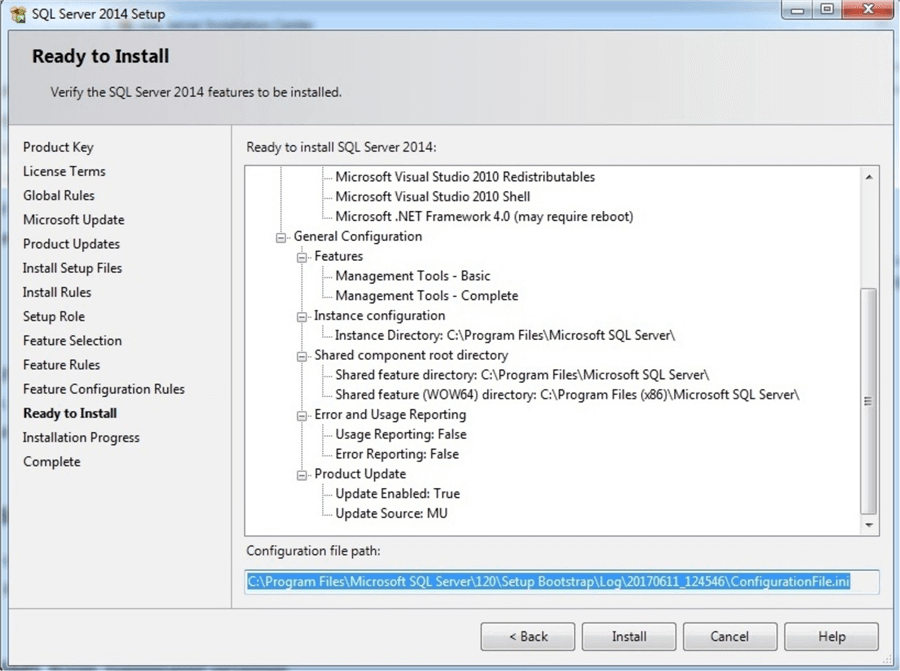 SQL Server 2014 Setup
Ready to Install
Verify the SQL Server 2014 features to be installed.
Product Key
License Terms
Global Rules
Microsoft Update
Product Updates
Install Setup Files
Install Rules
Setup Role
Feature Selection
Feature Rules
Feature Configuration Rules
Ready to Install
Installation Progress
Complete
Ready to install SQL Server 2014:
Microsoft Visual Studio 2010 Redistributables
Microsoft Visual Studio 2010 Shell
Microsoft .NET Framework 4.0 (may require reboot)
General Configuration
Features
Management Tools - Basic
Management Tools - Complete
Instance configuration
Instance Directory: C:\Program Files\Microsoft SQL Server\
Shared component root directory
Shared feature directory: C:\Program Files\Microsoft SQL Server\
Shared feature (WOW64) directory: C:\Program Files (x86)\Microsoft SQL Server\
Error and Usage Reporting
Usage Reporting: False
Error Reporting: False
Product Update
Update Enabled: True
Update Source: MU
Configuration file path:
C:\Program Files\Microsoft SQL Server\120\Setup Bootstrap\Log\20170611_124546\ConfigurationFile.ini
< Back
Install
Cancel
Help